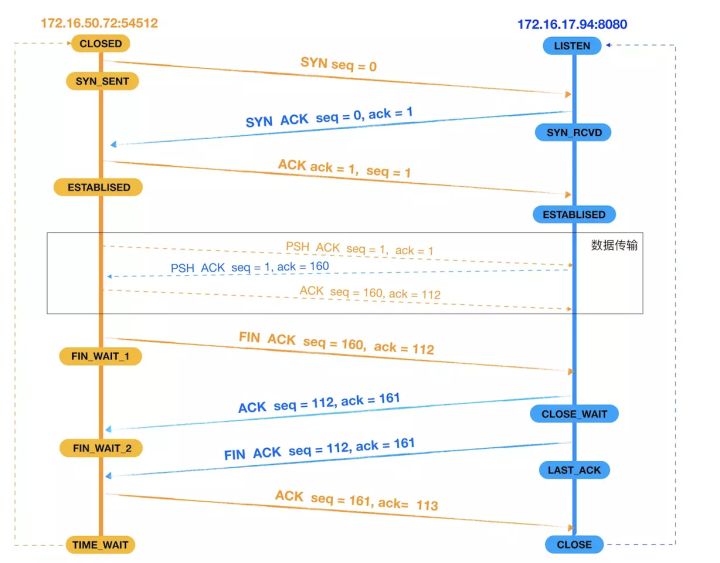 172.16.50.72:54512
172.16.17.94:8080
CLOSED
LISTEN
SYN seq = 0
SYN_SENT
SYN ACK seq = 0, ack = 1
SYN_RCVD
ACK ack = 1, seq = 1
ESTABLISED
ESTABLISED
数据传输
PSH ACK seq = 1, ack = 1
PSH ACK seq = 1, ack = 160
ACK seq = 160, ack = 112
FIN ACK seq = 160, ack = 112
FIN_WAIT_1
ACK seq = 112, ack = 161
CLOSE_WAIT
FIN_WAIT_2
FIN ACK seq = 112, ack = 161
LAST_ACK
ACK seq = 161, ack= 113
TIME_WAIT
CLOSE